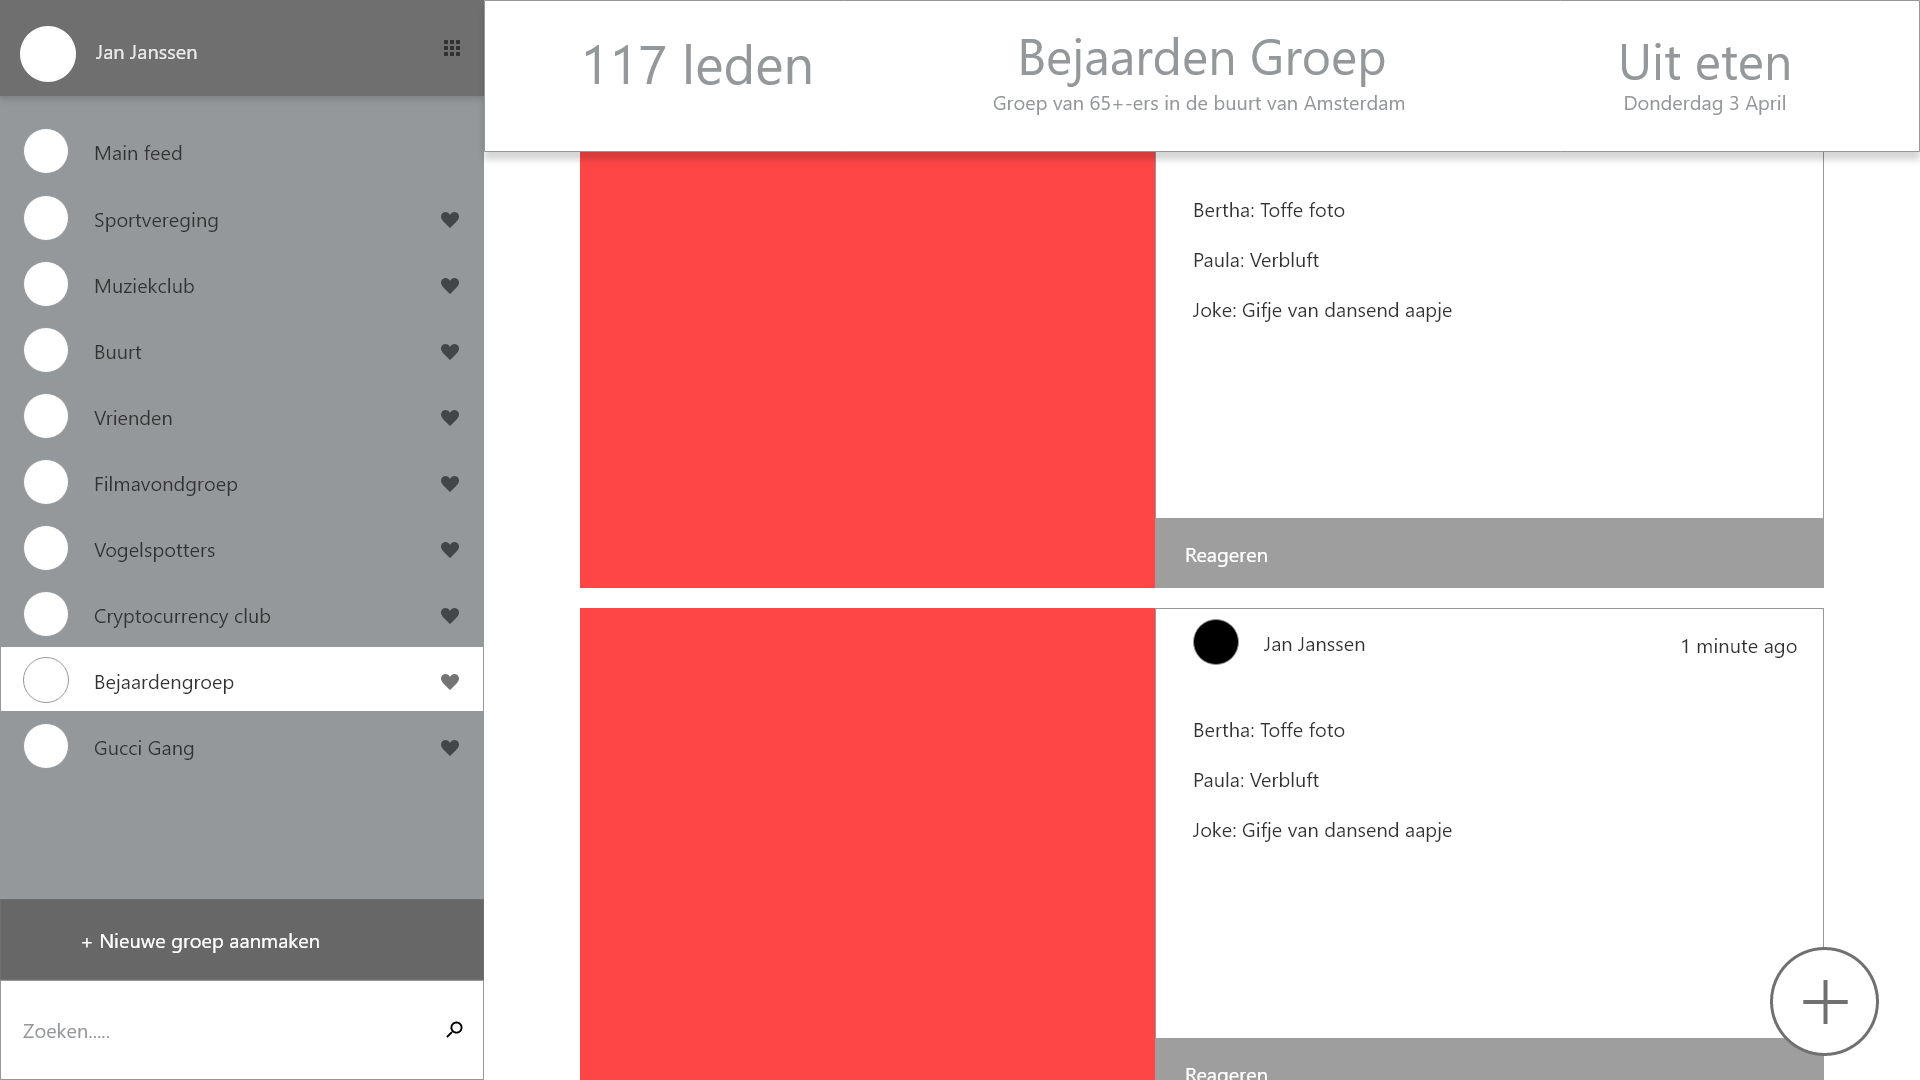 Jan Janssen
Main feed
Sportvereging
Muziekclub
Buurt
Vrienden
Filmavondgroep
Vogelspotters
Cryptocurrency club
Bejaardengroep
Gucci Gang
+ Nieuwe groep aanmaken
Zoeken.....
117 leden
Bejaarden Groep
Groep van 65+-ers in de buurt van Amsterdam
Uit eten
Donderdag 3 April
Bertha: Toffe foto
Paula: Verbluft
Joke: Gifje van dansend aapje
Reageren
Jan Janssen
1 minute ago
Bertha: Toffe foto
Paula: Verbluft
Joke: Gifje van dansend aapje
Reageren